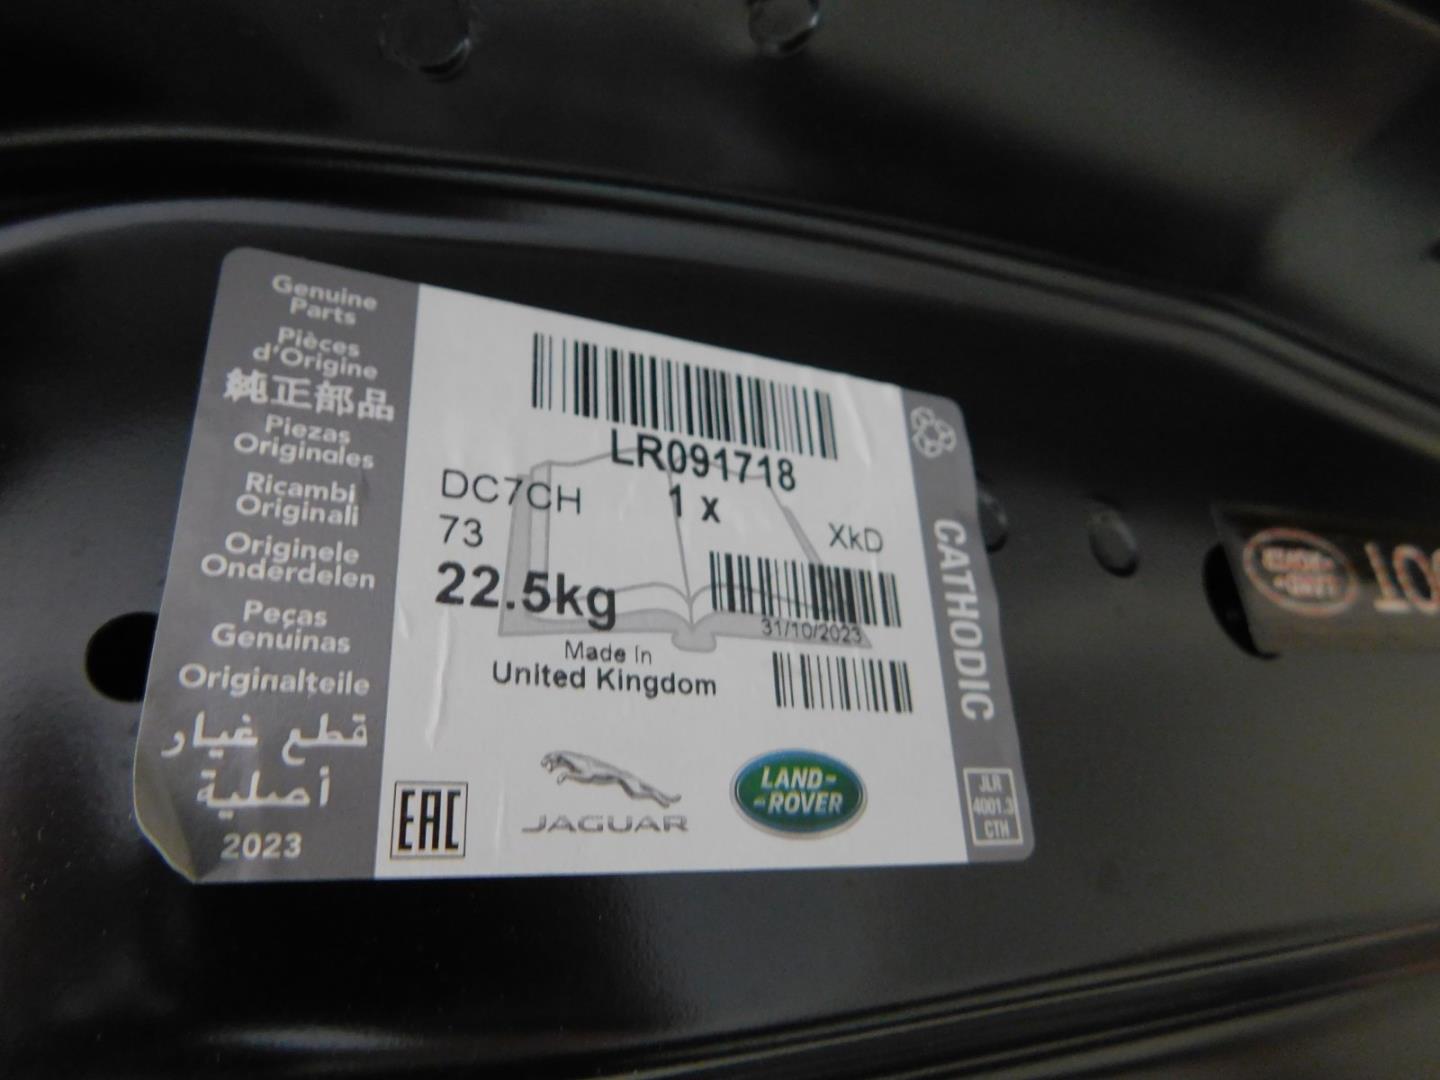 Genuine
Parts
Pièces
d'Origine
純正部品
Piezas
Originales
Ricambi
Originali
Originele
Onderdelen
Peças
Genuinas
Originalteile
قطع غيار
أصلية
2023
LR091718
DC7CH
1 x
73
XkD
22.5kg
31/10/2023
Made in
United Kingdom
EAC
JAGUAR
LAND-
-ROVER
CATHODIC
JLR
4001.3
CTH
LAND-
-ROVER